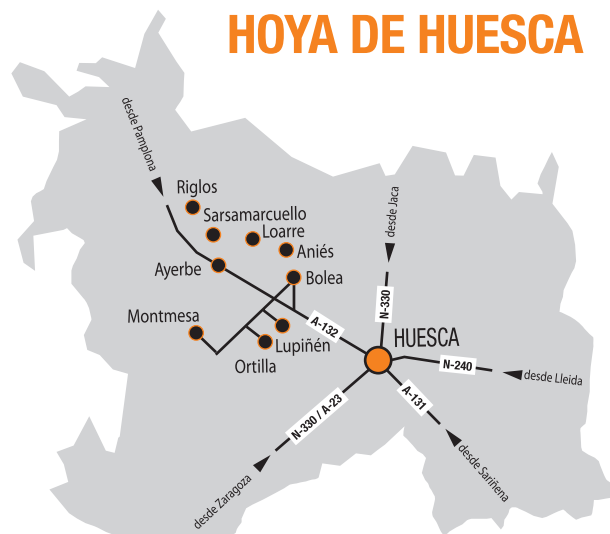 HOYA DE HUESCA
desde Pamplona
Riglos
Sarsamarcuello
Loarre
Aniés
desde Jaca
Ayerbe
Bolea
Montmesa
N-330
A-132
HUESCA
Lupiñén
Ortilla
N-240
desde Lleida
A-131
N-330 / A-23
desde Zaragoza
desde Sariñena